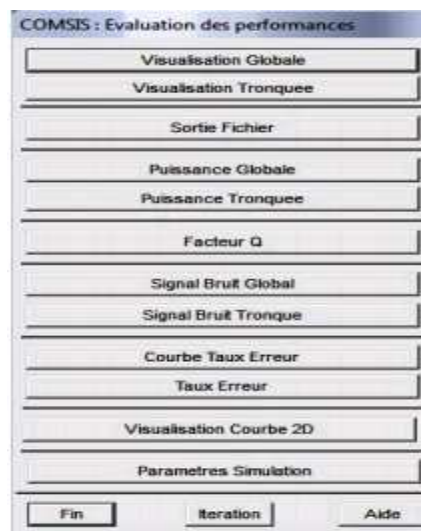 COMSIS : Evaluation des performances
Visualisation Globale
Visualisation Tronquee
Sortie Fichier
Puissance Globale
Puissance Tronquee
Facteur Q
Signal Bruit Global
Signal Bruit Tronque
Courbe Taux Erreur
Taux Erreur
Visualisation Courbe 2D
Parametres Simulation
Fin Iteration Aide